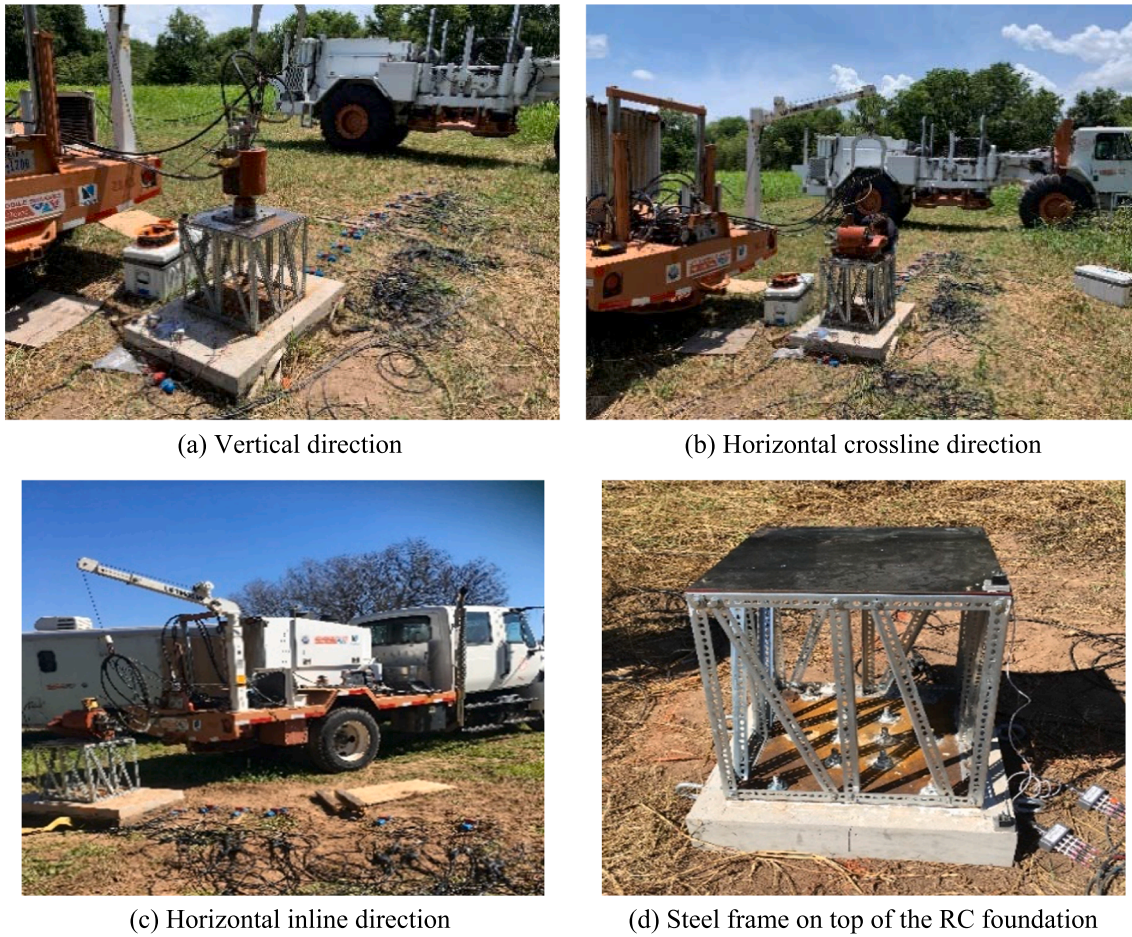 (a) Vertical direction
(b) Horizontal crossline direction
(c) Horizontal inline direction
(d) Steel frame on top of the RC foundation